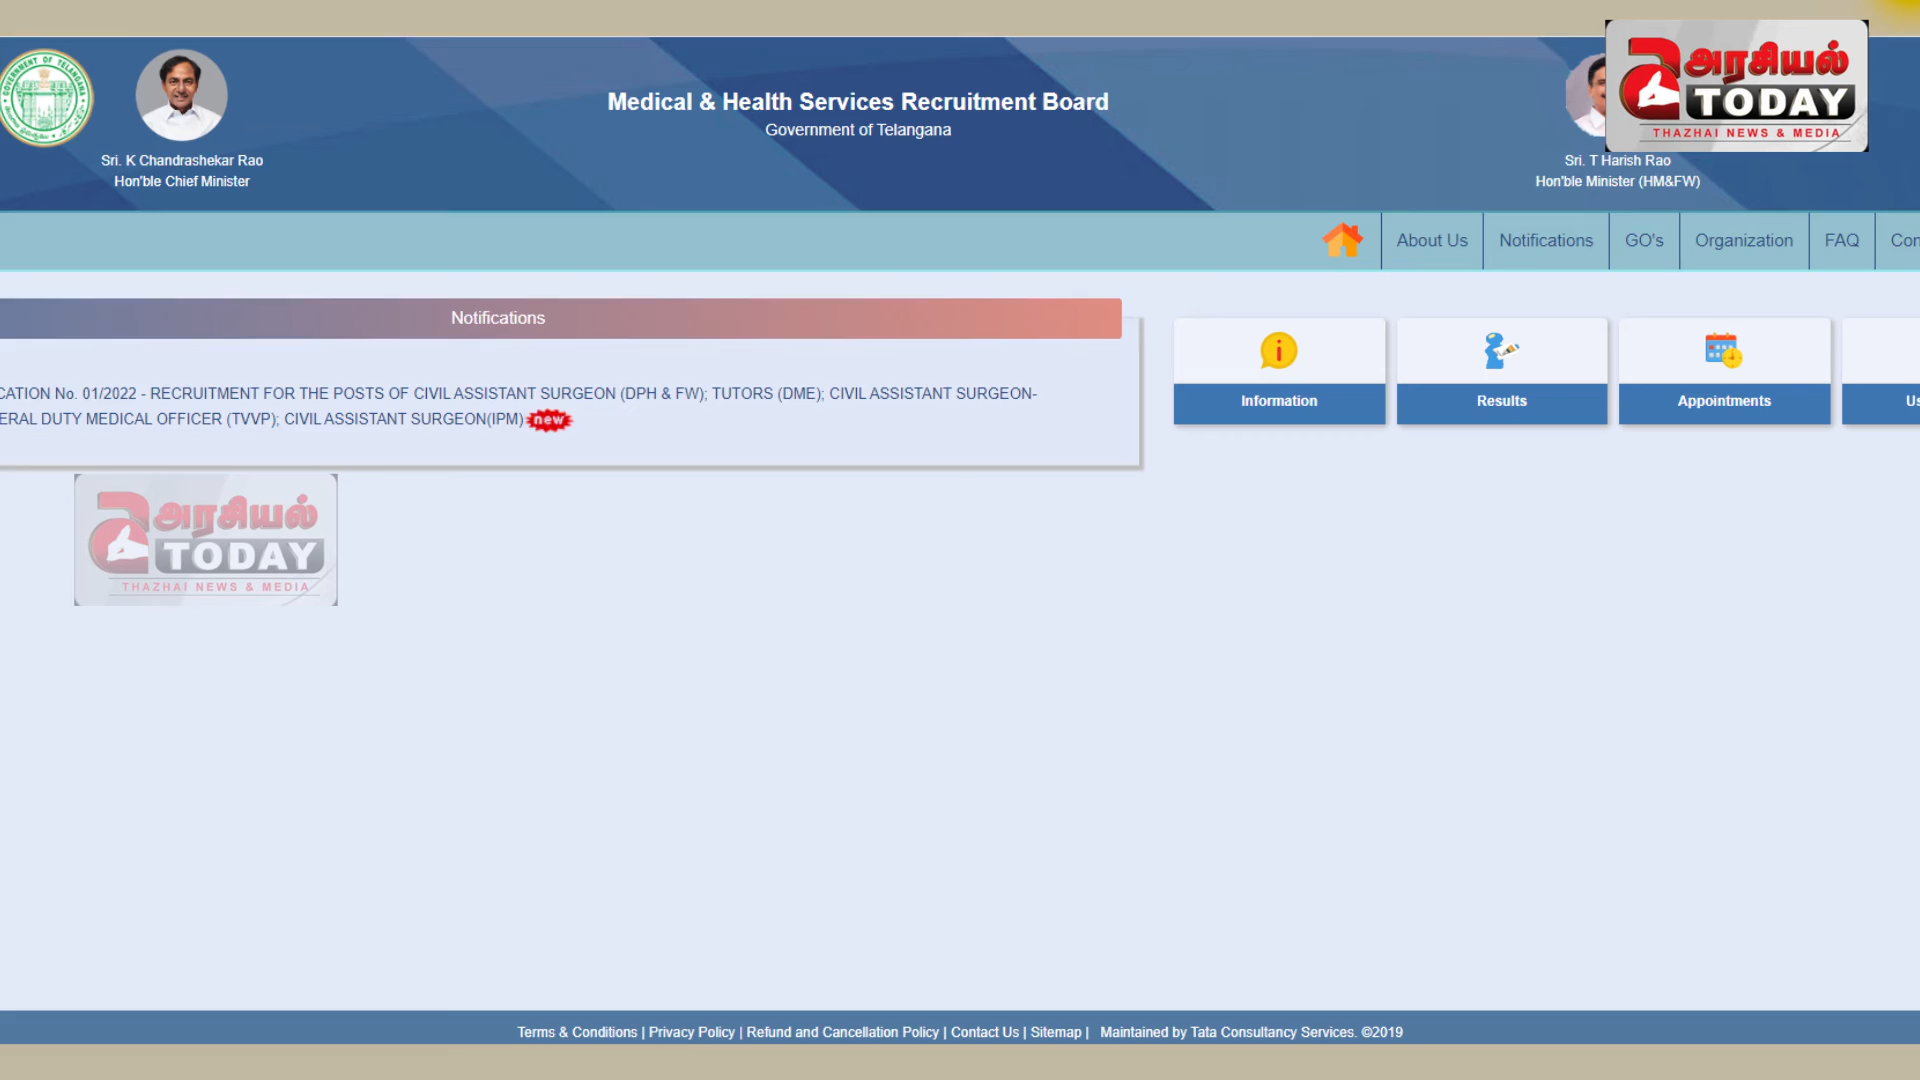 GOVERNMENT OF TELANGANA
Sri. K Chandrashekar Rao
Hon'ble Chief Minister
Medical & Health Services Recruitment Board
Government of Telangana
அரசியல்
TODAY
THAZHAI NEWS & MEDIA
Sri. T Harish Rao
Hon'ble Minister (HM&FW)
About Us
Notifications
GO's
Organization
FAQ
Con
Notifications
CATION No. 01/2022 - RECRUITMENT FOR THE POSTS OF CIVIL ASSISTANT SURGEON (DPH & FW); TUTORS (DME); CIVIL ASSISTANT SURGEON-
ERAL DUTY MEDICAL OFFICER (TVVP); CIVIL ASSISTANT SURGEON(IPM) new
Information
Results
Appointments
Us
அரசியல்
TODAY
THAZHAI NEWS & MEDIA
Terms & Conditions | Privacy Policy | Refund and Cancellation Policy | Contact Us | Sitemap | Maintained by Tata Consultancy Services. ©2019